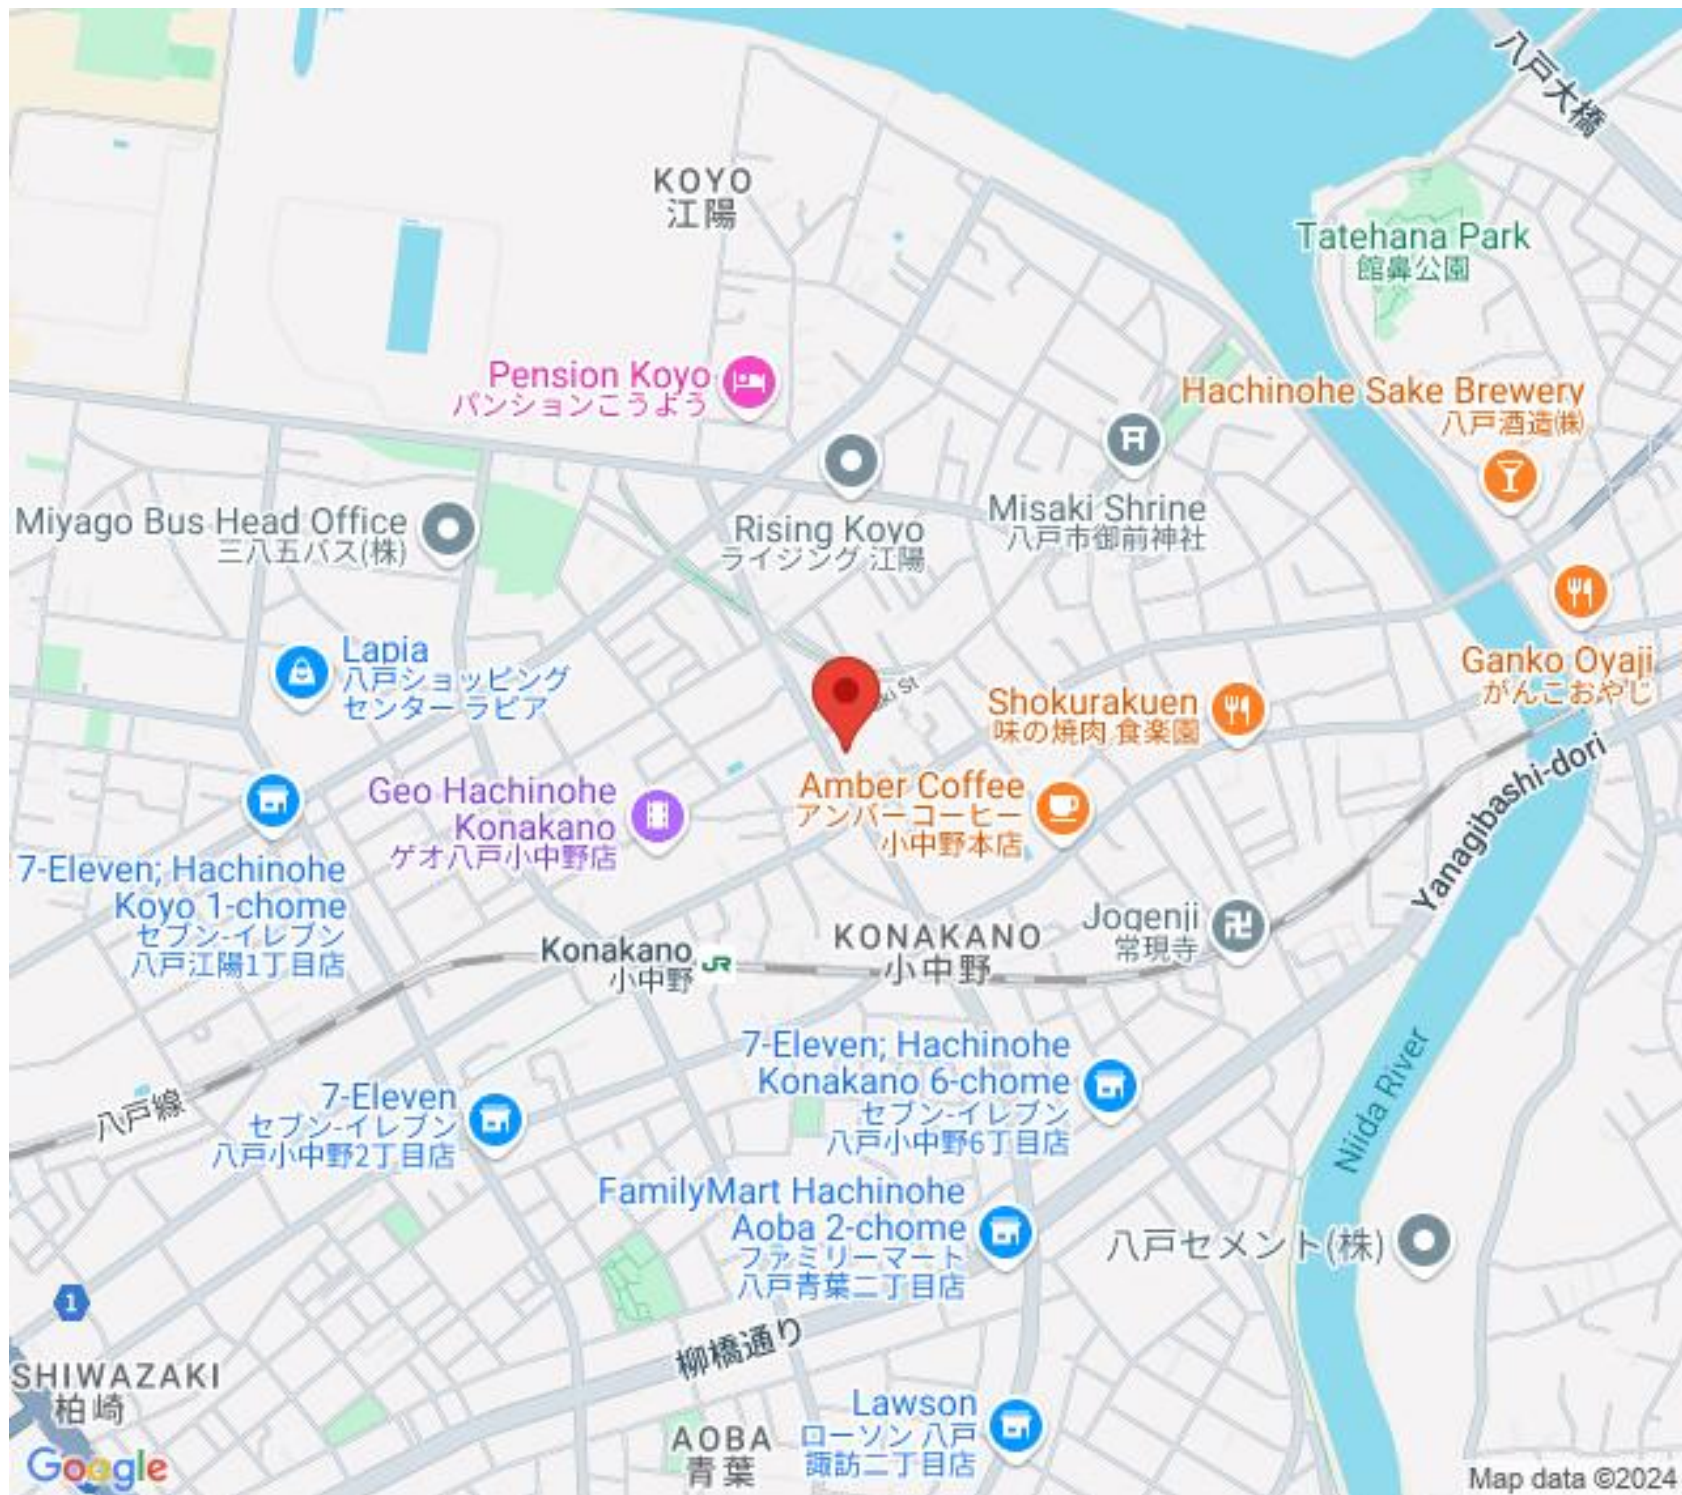 八戸大橋
KOYO
江陽
Tatehana Park
館鼻公園
Pension Koyo
パンションこうよう
Hachinohe Sake Brewery
八戸酒造㈱
Miyago Bus Head Office
三八五バス(株)
Rising Koyo
ライジング 江陽
Misaki Shrine
八戸市御前神社
Lapia
八戸ショッピング
センター ラピア
Shokurakuen
味の焼肉 食楽園
Ganko Oyaji
がんこおやじ
Geo Hachinohe
Konakano
ゲオ八戸小中野店
Amber Coffee
アンバーコーヒー
小中野本店
Yanagibashi-dori
7-Eleven; Hachinohe
Koyo 1-chome
セブン-イレブン
八戸江陽1丁目店
Konakano
小中野
JR
KONAKANO
小中野
Jogenji
常現寺
7-Eleven; Hachinohe
Konakano 6-chome
セブン-イレブン
八戸小中野6丁目店
7-Eleven
セブン-イレブン
八戸小中野2丁目店
八戸線
Niida River
FamilyMart Hachinohe
Aoba 2-chome
ファミリーマート
八戸青葉二丁目店
八戸セメント(株)
1
柳橋通り
SHIWAZAKI
柏崎
Lawson
ローソン 八戸
諏訪二丁目店
AOBA
青葉
Google
Map data ©2024